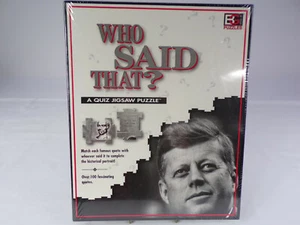 WHO
SAID
THAT?
A QUIZ JIGSAW PUZZLE™
Match each famous quote with
whoever said it to complete
the historical portrait!
Over 100 fascinating
quotes.